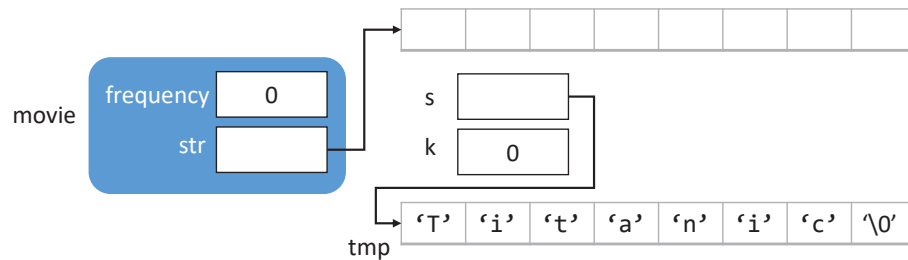 movie
frequency 0
str
s
k 0
‘T’ ‘i’ ‘t’ ‘a’ ‘n’ ‘i’ ‘c’ ‘\0’
tmp